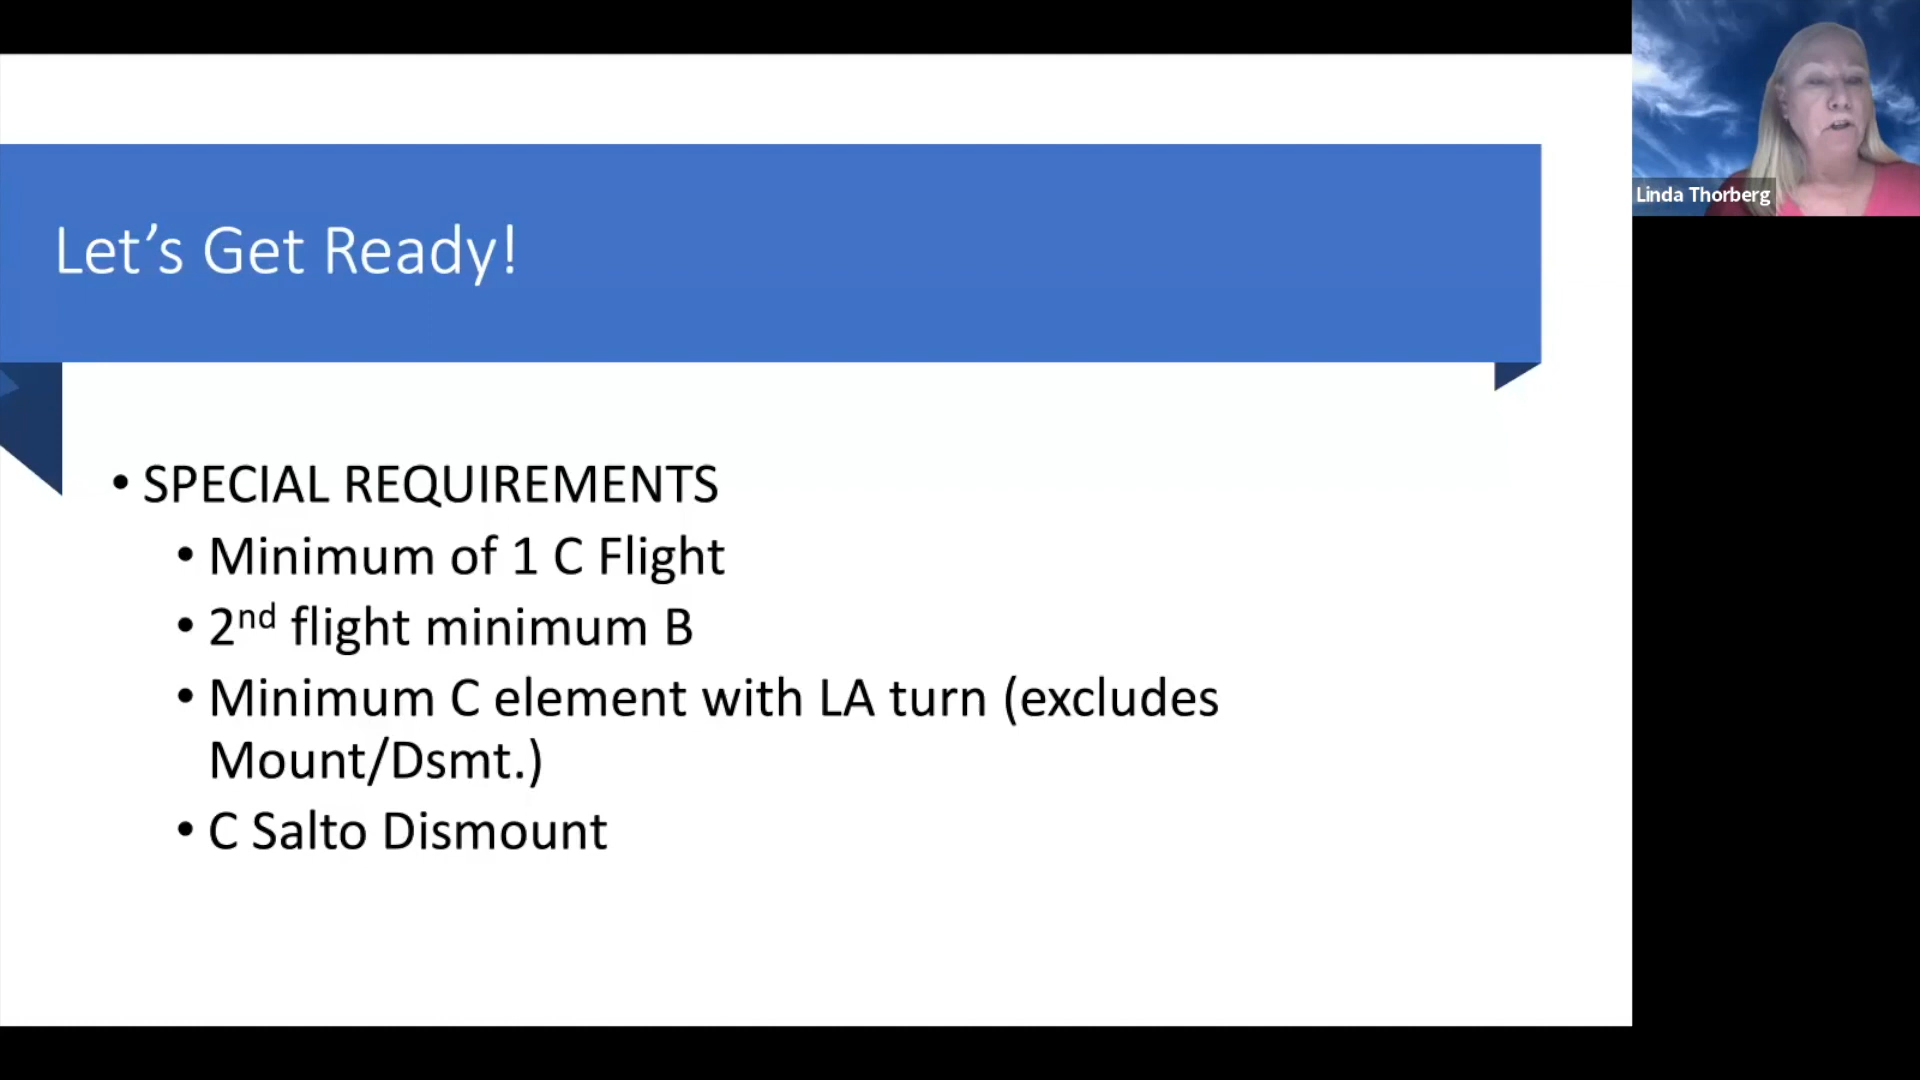 Let’s Get Ready!
• SPECIAL REQUIREMENTS
• Minimum of 1 C Flight
• 2nd flight minimum B
• Minimum C element with LA turn (excludes
Mount/Dsmt.)
• C Salto Dismount
Linda Thorberg